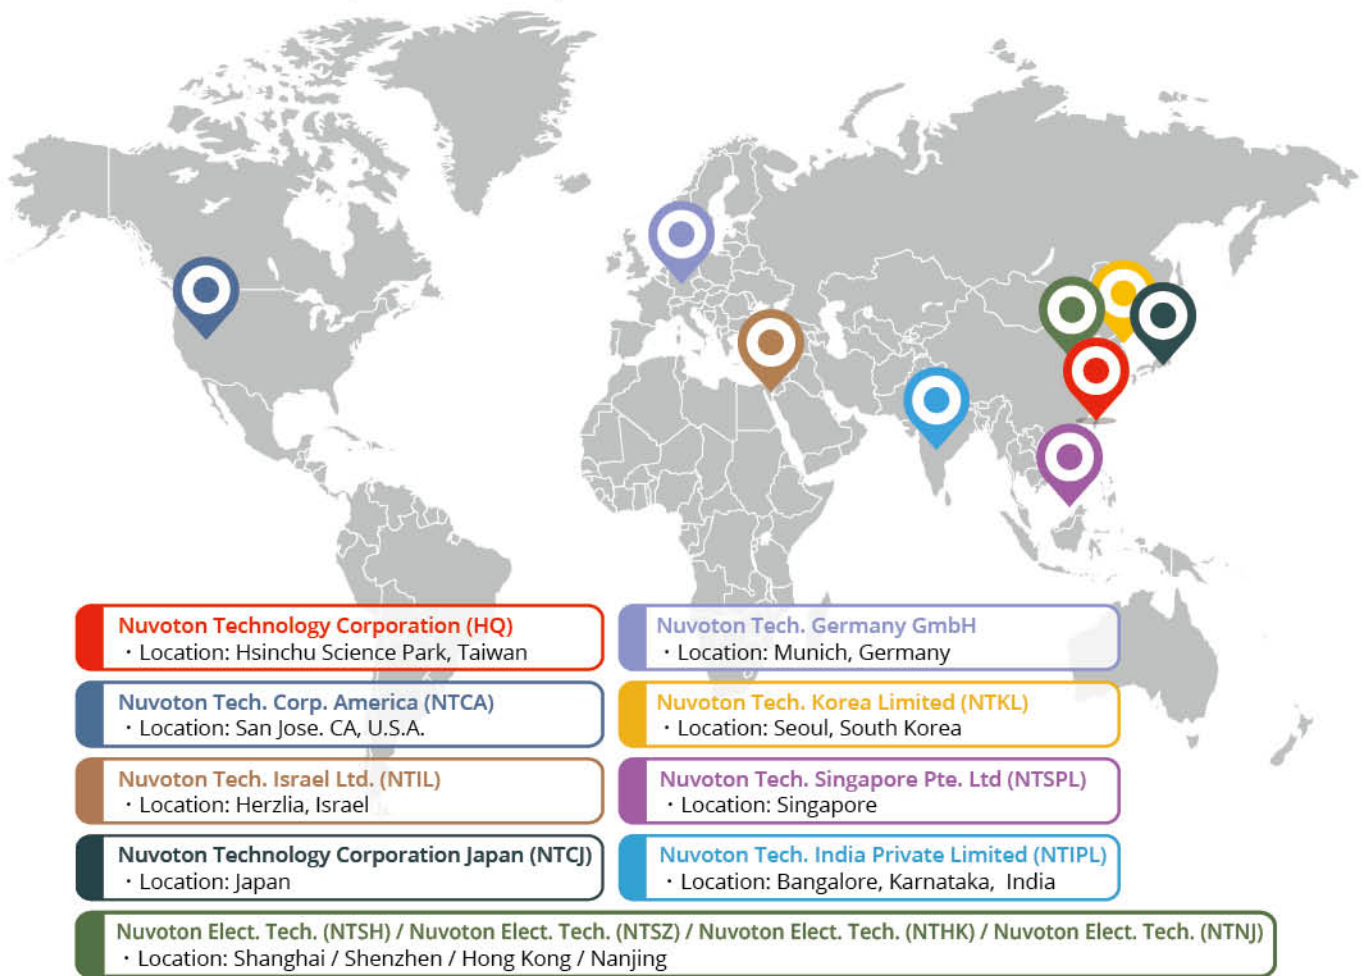 Nuvoton Technology Corporation (HQ)
・Location: Hsinchu Science Park, Taiwan
Nuvoton Tech. Germany GmbH
・Location: Munich, Germany
Nuvoton Tech. Corp. America (NTCA)
・Location: San Jose. CA, U.S.A.
Nuvoton Tech. Korea Limited (NTKL)
・Location: Seoul, South Korea
Nuvoton Tech. Israel Ltd. (NTIL)
・Location: Herzlia, Israel
Nuvoton Tech. Singapore Pte. Ltd (NTSPL)
・Location: Singapore
Nuvoton Technology Corporation Japan (NTCJ)
・Location: Japan
Nuvoton Tech. India Private Limited (NTIPL)
・Location: Bangalore, Karnataka, India
Nuvoton Elect. Tech. (NTSH) / Nuvoton Elect. Tech. (NTSZ) / Nuvoton Elect. Tech. (NTHK) / Nuvoton Elect. Tech. (NTNJ)
・Location: Shanghai / Shenzhen / Hong Kong / Nanjing